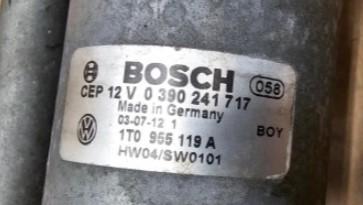 BOSCH 058
CEP 12 V 0 390 241 717
Made in Germany
03-07-12 1
1T0 955 119 A BOY
HW04/SW0101